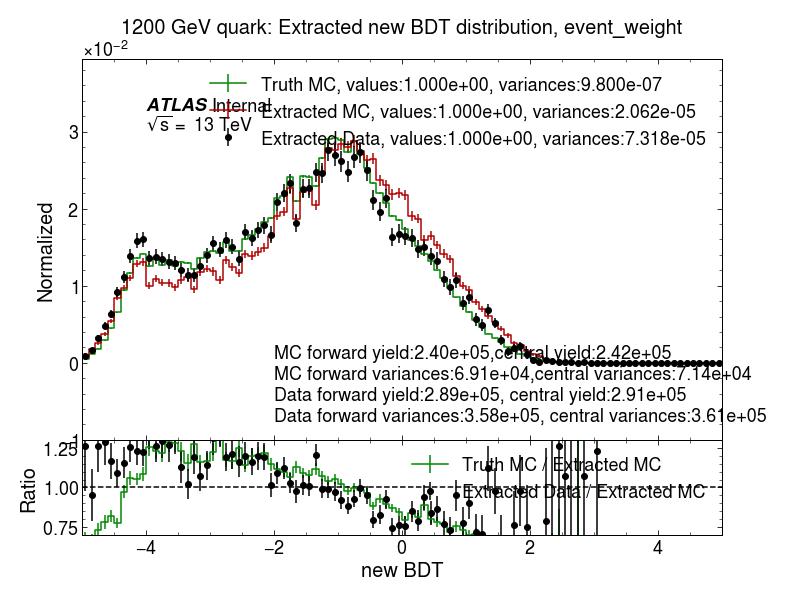 1200 GeV quark: Extracted new BDT distribution, event_weight
×10−2
Truth MC, values:1.000e+00, variances:9.800e-07
ATLAS Internal
Extracted MC, values:1.000e+00, variances:2.062e-05
√s = 13 TeV
Extracted Data, values:1.000e+00, variances:7.318e-05
3
2
1
0
Normalized
MC forward yield:2.40e+05,central yield:2.42e+05
MC forward variances:6.91e+04,central variances:7.14e+04
Data forward yield:2.89e+05, central yield:2.91e+05
Data forward variances:3.58e+05, central variances:3.61e+05
1
1.25
1.00
0.75
Ratio
Truth MC / Extracted MC
Extracted Data / Extracted MC
−4 −2 0 2 4
new BDT